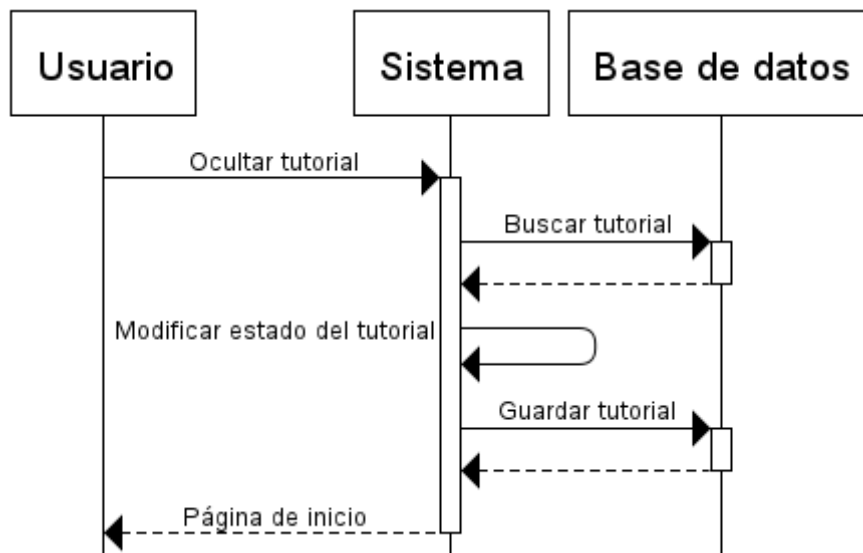 Usuario
Sistema
Base de datos
Ocultar tutorial
Buscar tutorial
Modificar estado del tutorial
Guardar tutorial
Página de inicio